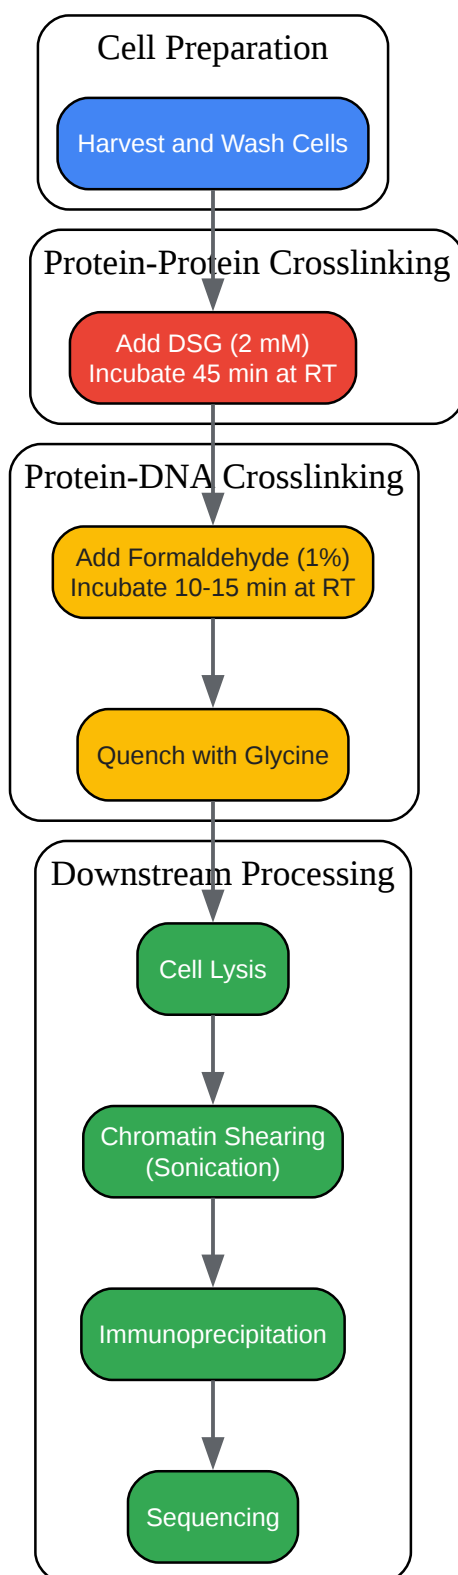 Cell Preparation
Harvest and Wash Cells
Protein-Protein Crosslinking
Add DSG (2 mM)
Incubate 45 min at RT
Protein-DNA Crosslinking
Add Formaldehyde (1%)
Incubate 10-15 min at RT
Quench with Glycine
Downstream Processing
Cell Lysis
Chromatin Shearing
(Sonication)
Immunoprecipitation
Sequencing